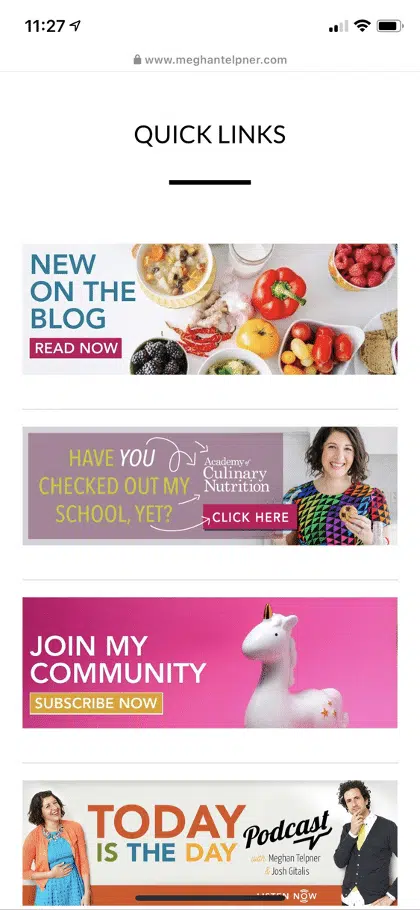 11:27
www.meghantelpner.com
QUICK LINKS
NEW
ON THE
BLOG
READ NOW
HAVE YOU
CHECKED OUT MY
SCHOOL, YET?
Academy of
Culinary
Nutrition
CLICK HERE
JOIN MY
COMMUNITY
SUBSCRIBE NOW
TODAY
IS THE DAY
Podcast
with Meghan Telpner
& Josh Gitalis
LISTEN NOW